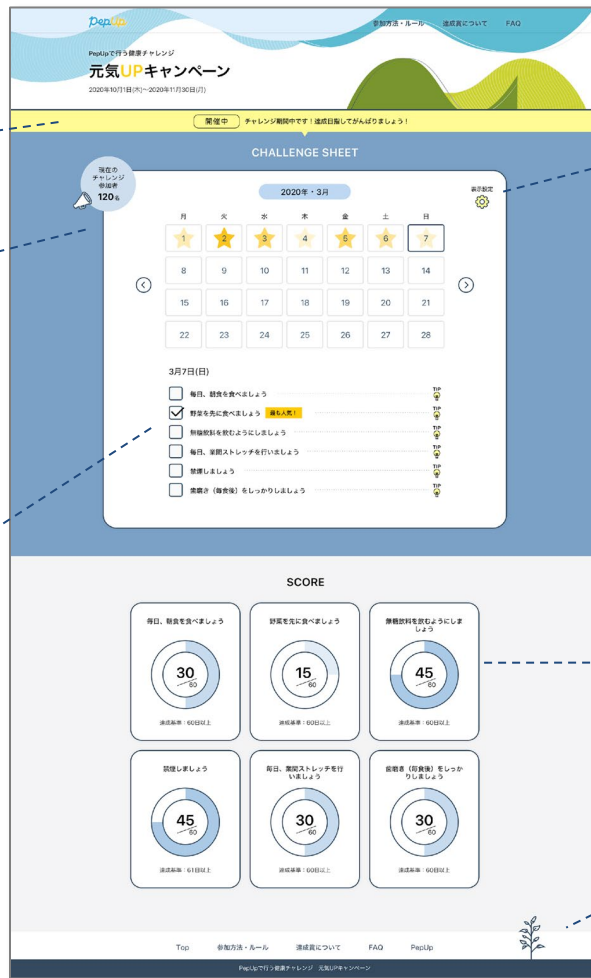 PepUp
参加方法・ルール 達成賞について FAQ
PepUpで行う健康チャレンジ
元気UPキャンペーン
2020年10月1日(木)~2020年11月30日(月)
開催中 チャレンジ期間中です！達成目指してがんばりましょう！
CHALLENGE SHEET
現在の
チャレンジ
参加者
120名
2020年・3月
表示設定
月 火 水 木 金 土 日
1 2 3 4 5 6 7
8 9 10 11 12 13 14
15 16 17 18 19 20 21
22 23 24 25 26 27 28
3月7日(日)
毎日、朝食を食べましょう TIP
野菜を先に食べましょう 最も人気！ TIP
無糖飲料を飲むようにしましょう TIP
毎日、業間ストレッチを行いましょう TIP
禁煙しましょう TIP
歯磨き（毎食後）をしっかりしましょう TIP
SCORE
毎日、朝食を食べましょう
30/60
達成基準：60日以上
野菜を先に食べましょう
15/60
達成基準：60日以上
無糖飲料を飲むようにしま
しょう
45/60
達成基準：60日以上
禁煙しましょう
45/60
達成基準：61日以上
毎日、業間ストレッチを行
いましょう
30/60
達成基準：60日以上
歯磨き（毎食後）をしっか
りしましょう
30/60
達成基準：60日以上
Top 参加方法・ルール 達成賞について FAQ PepUp
PepUpで行う健康チャレンジ 元気UPキャンペーン